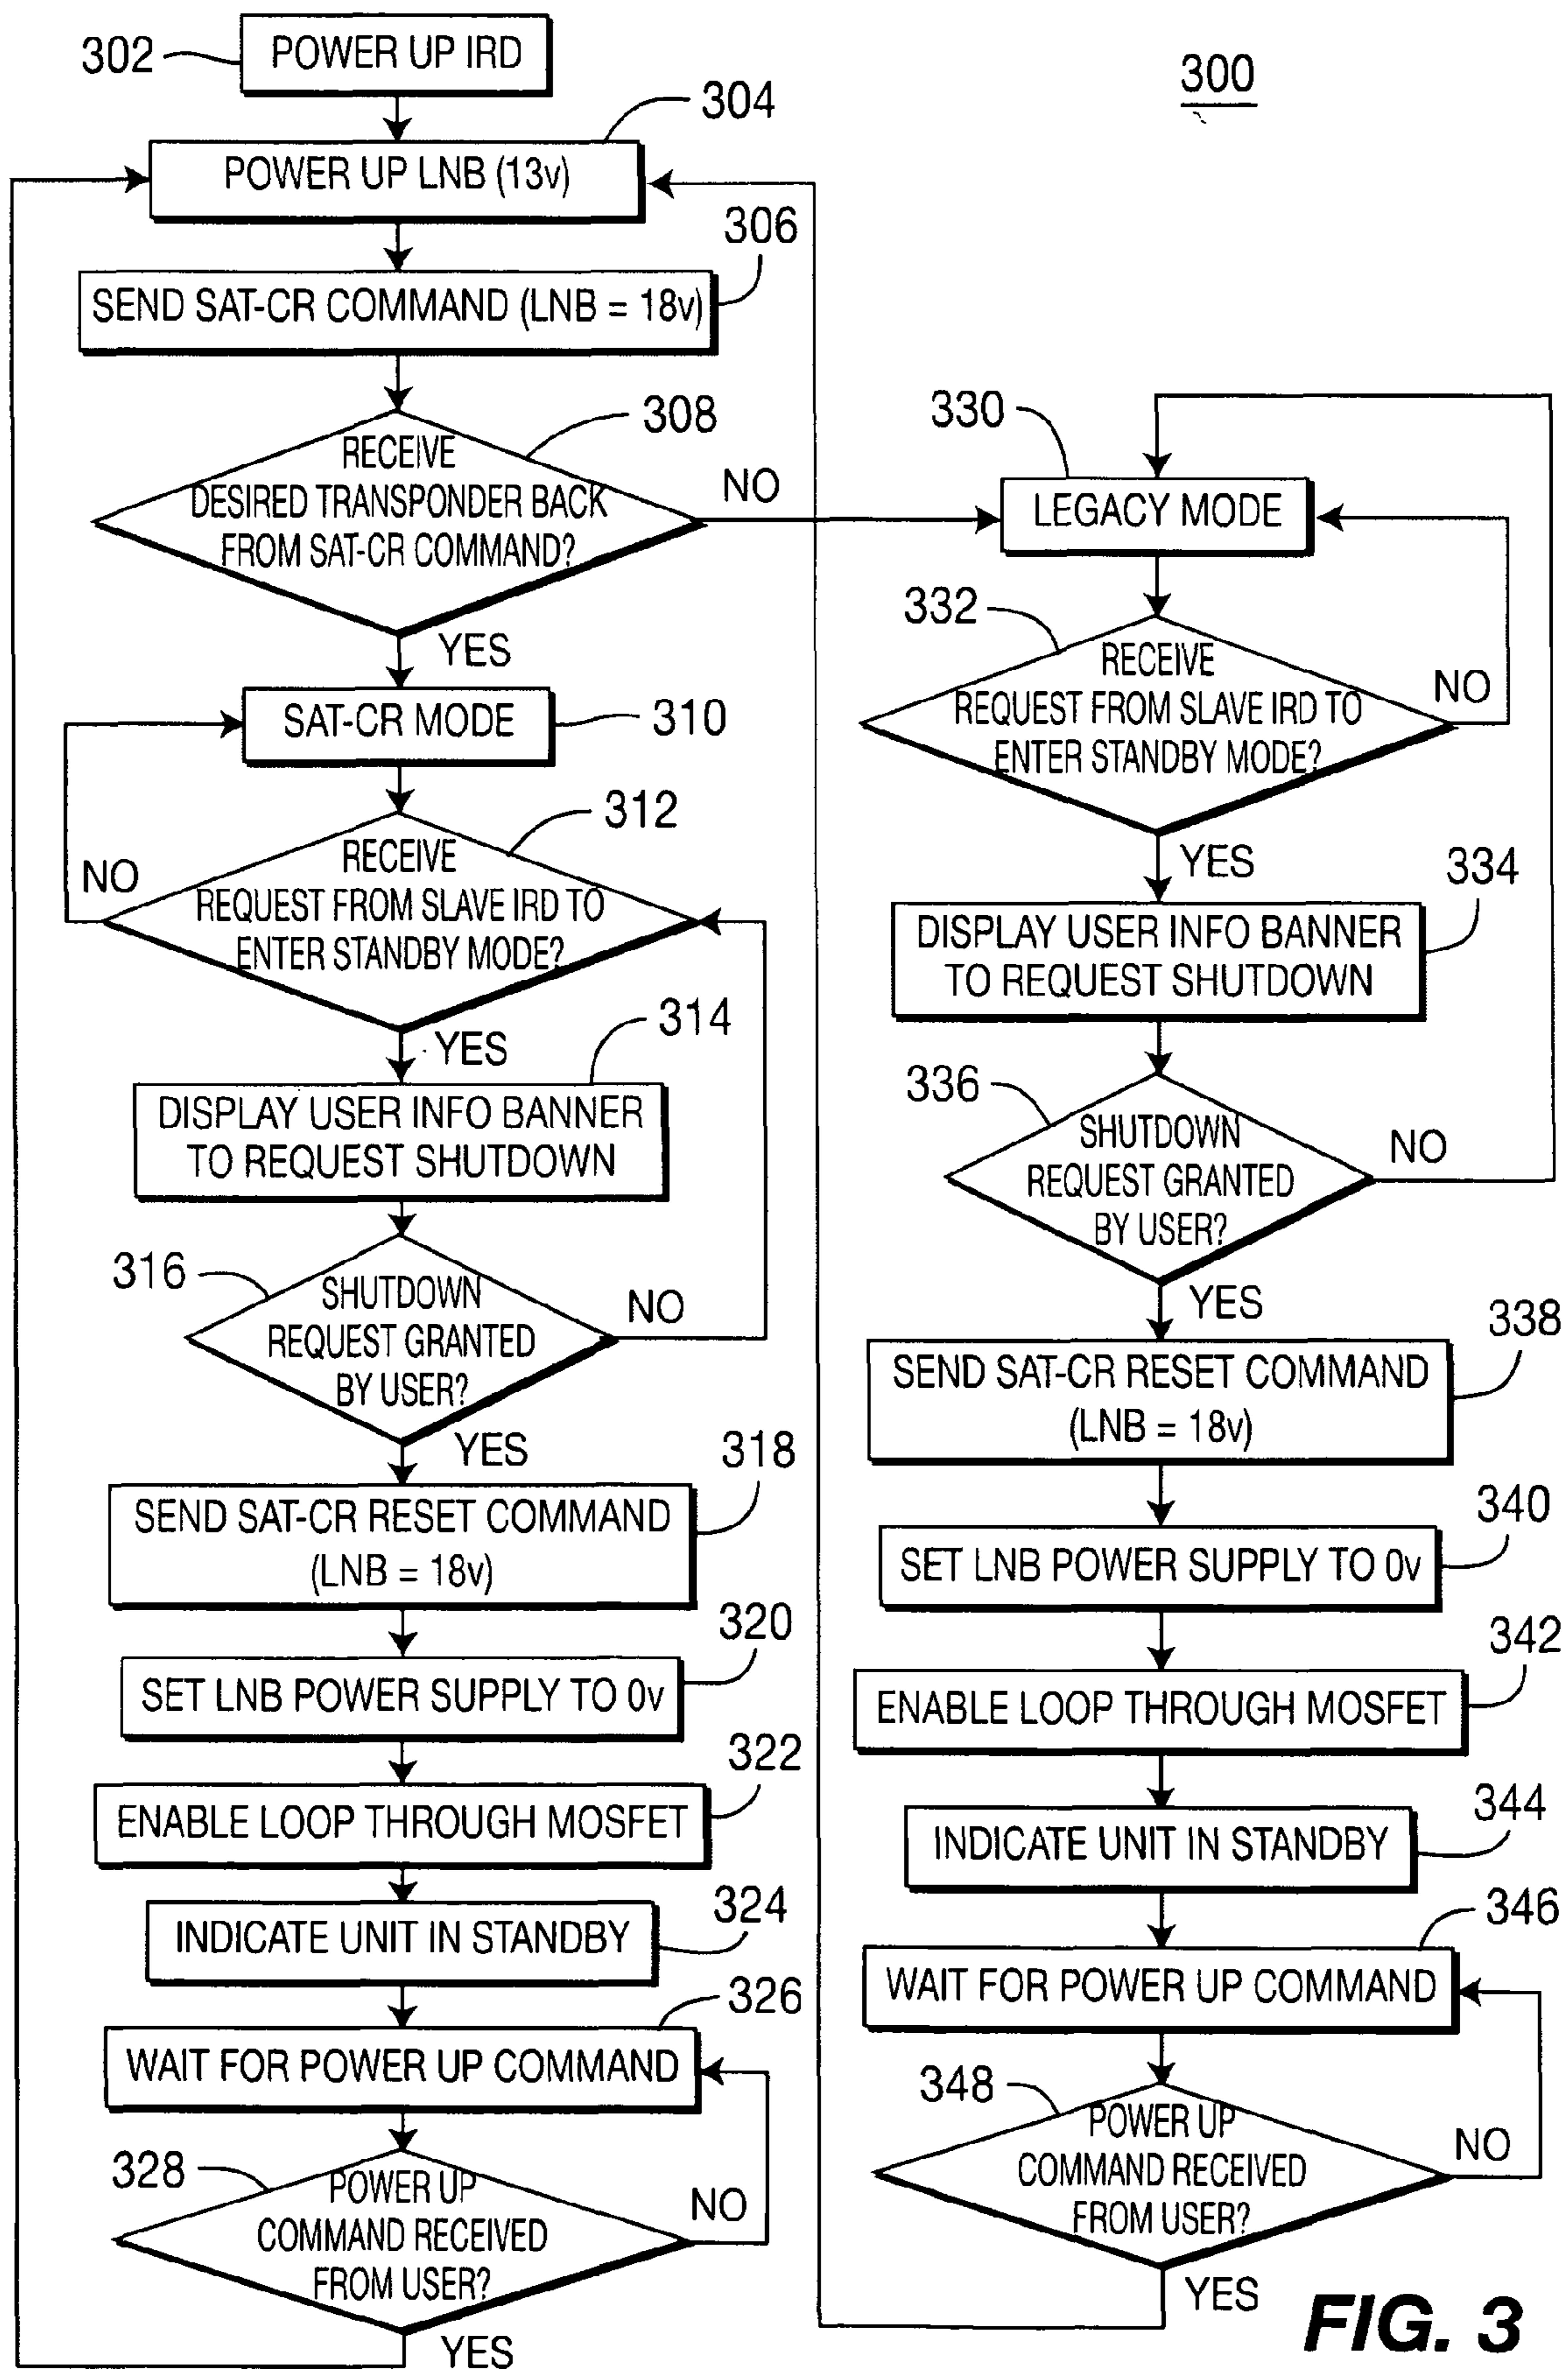 300
302
POWER UP IRD
304
POWER UP LNB (13v)
306
SEND SAT-CR COMMAND (LNB = 18v)
308
RECEIVE
DESIRED TRANSPONDER BACK
FROM SAT-CR COMMAND?
NO
YES
SAT-CR MODE
310
312
RECEIVE
REQUEST FROM SLAVE IRD TO
ENTER STANDBY MODE?
NO
YES
314
DISPLAY USER INFO BANNER
TO REQUEST SHUTDOWN
316
SHUTDOWN
REQUEST GRANTED
BY USER?
NO
YES
318
SEND SAT-CR RESET COMMAND
(LNB = 18v)
320
SET LNB POWER SUPPLY TO 0v
322
ENABLE LOOP THROUGH MOSFET
324
INDICATE UNIT IN STANDBY
326
WAIT FOR POWER UP COMMAND
328
POWER UP
COMMAND RECEIVED
FROM USER?
NO
YES
330
LEGACY MODE
332
RECEIVE
REQUEST FROM SLAVE IRD TO
ENTER STANDBY MODE?
NO
YES
334
DISPLAY USER INFO BANNER
TO REQUEST SHUTDOWN
336
SHUTDOWN
REQUEST GRANTED
BY USER?
NO
YES
338
SEND SAT-CR RESET COMMAND
(LNB = 18v)
340
SET LNB POWER SUPPLY TO 0v
342
ENABLE LOOP THROUGH MOSFET
344
INDICATE UNIT IN STANDBY
346
WAIT FOR POWER UP COMMAND
348
POWER UP
COMMAND RECEIVED
FROM USER?
NO
YES
FIG. 3